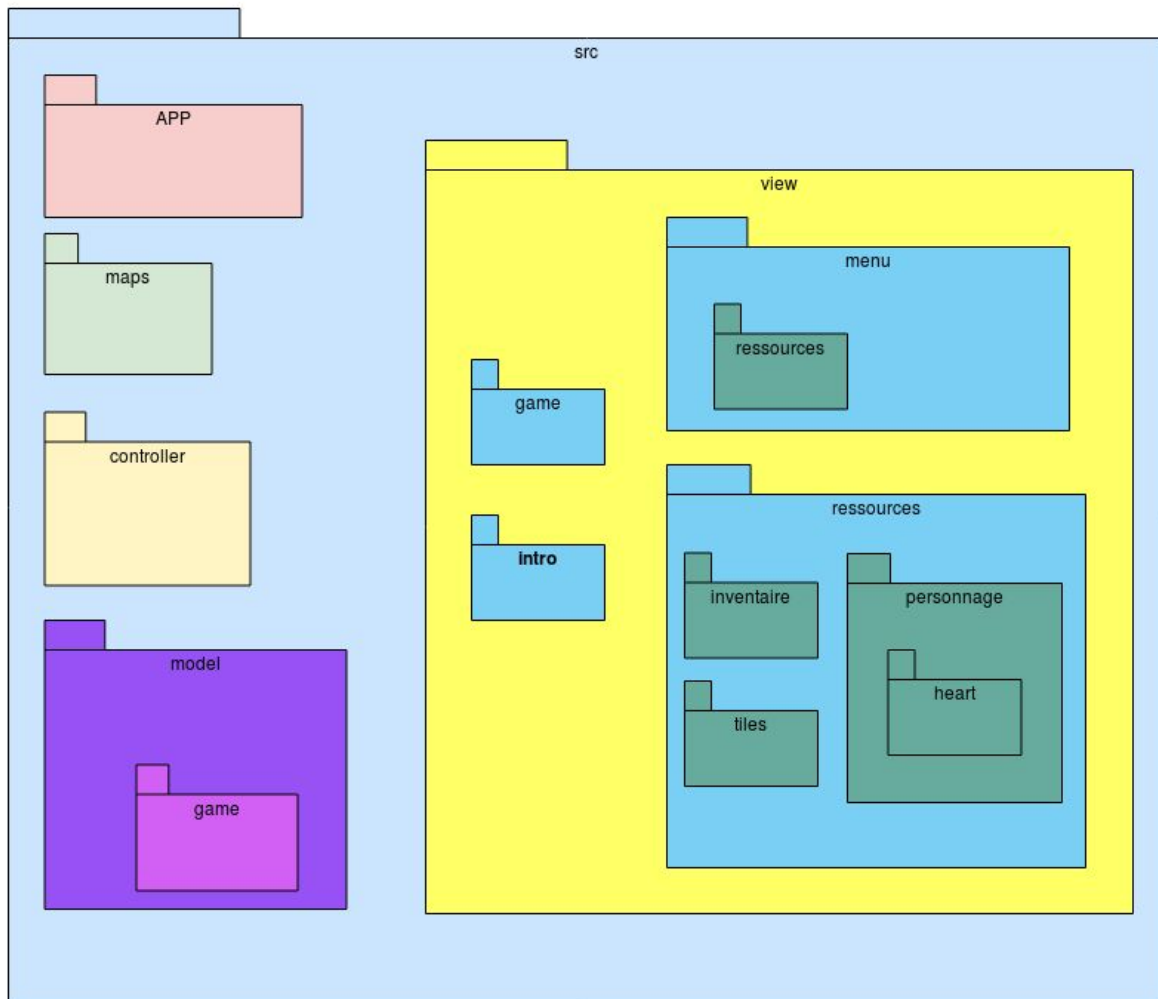 src
APP
maps
controller
model
game
view
game
intro
menu
ressources
ressources
inventaire
tiles
personnage
heart